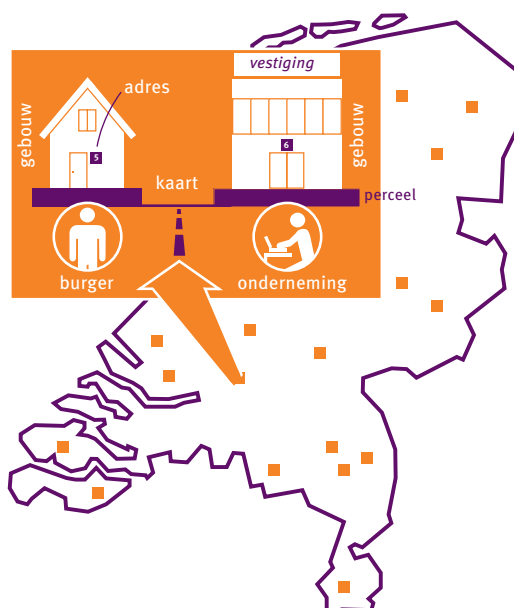 vestiging
adres
gebouw
gebouw
5
6
kaart
perceel
burger
onderneming